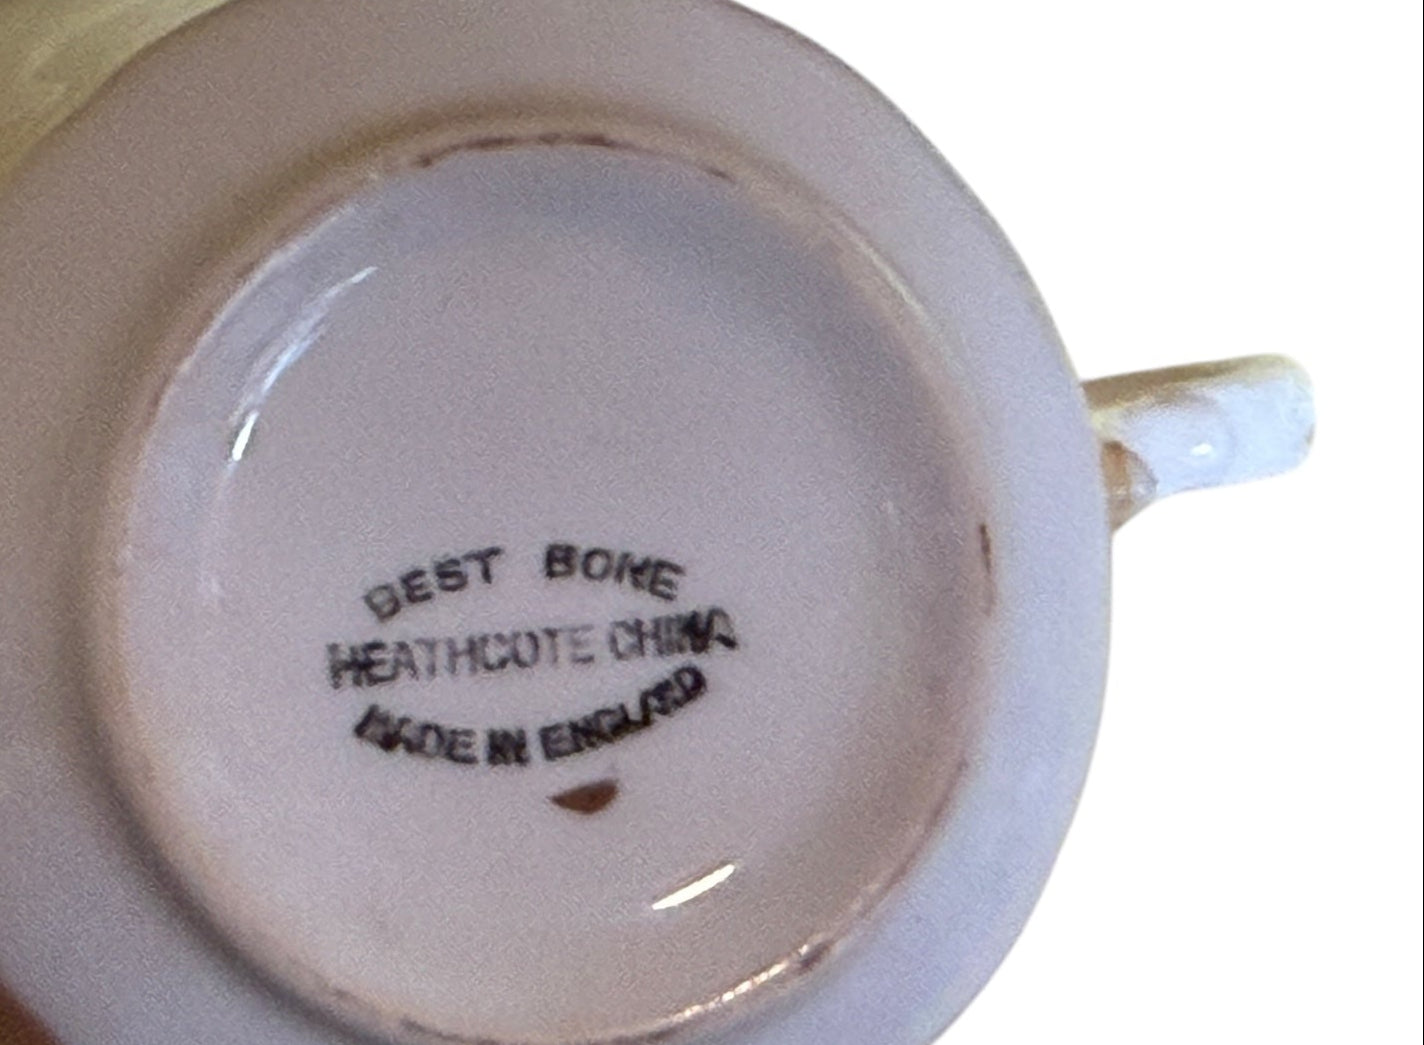 BEST BONE
HEATHCOTE CHINA
MADE IN ENGLAND